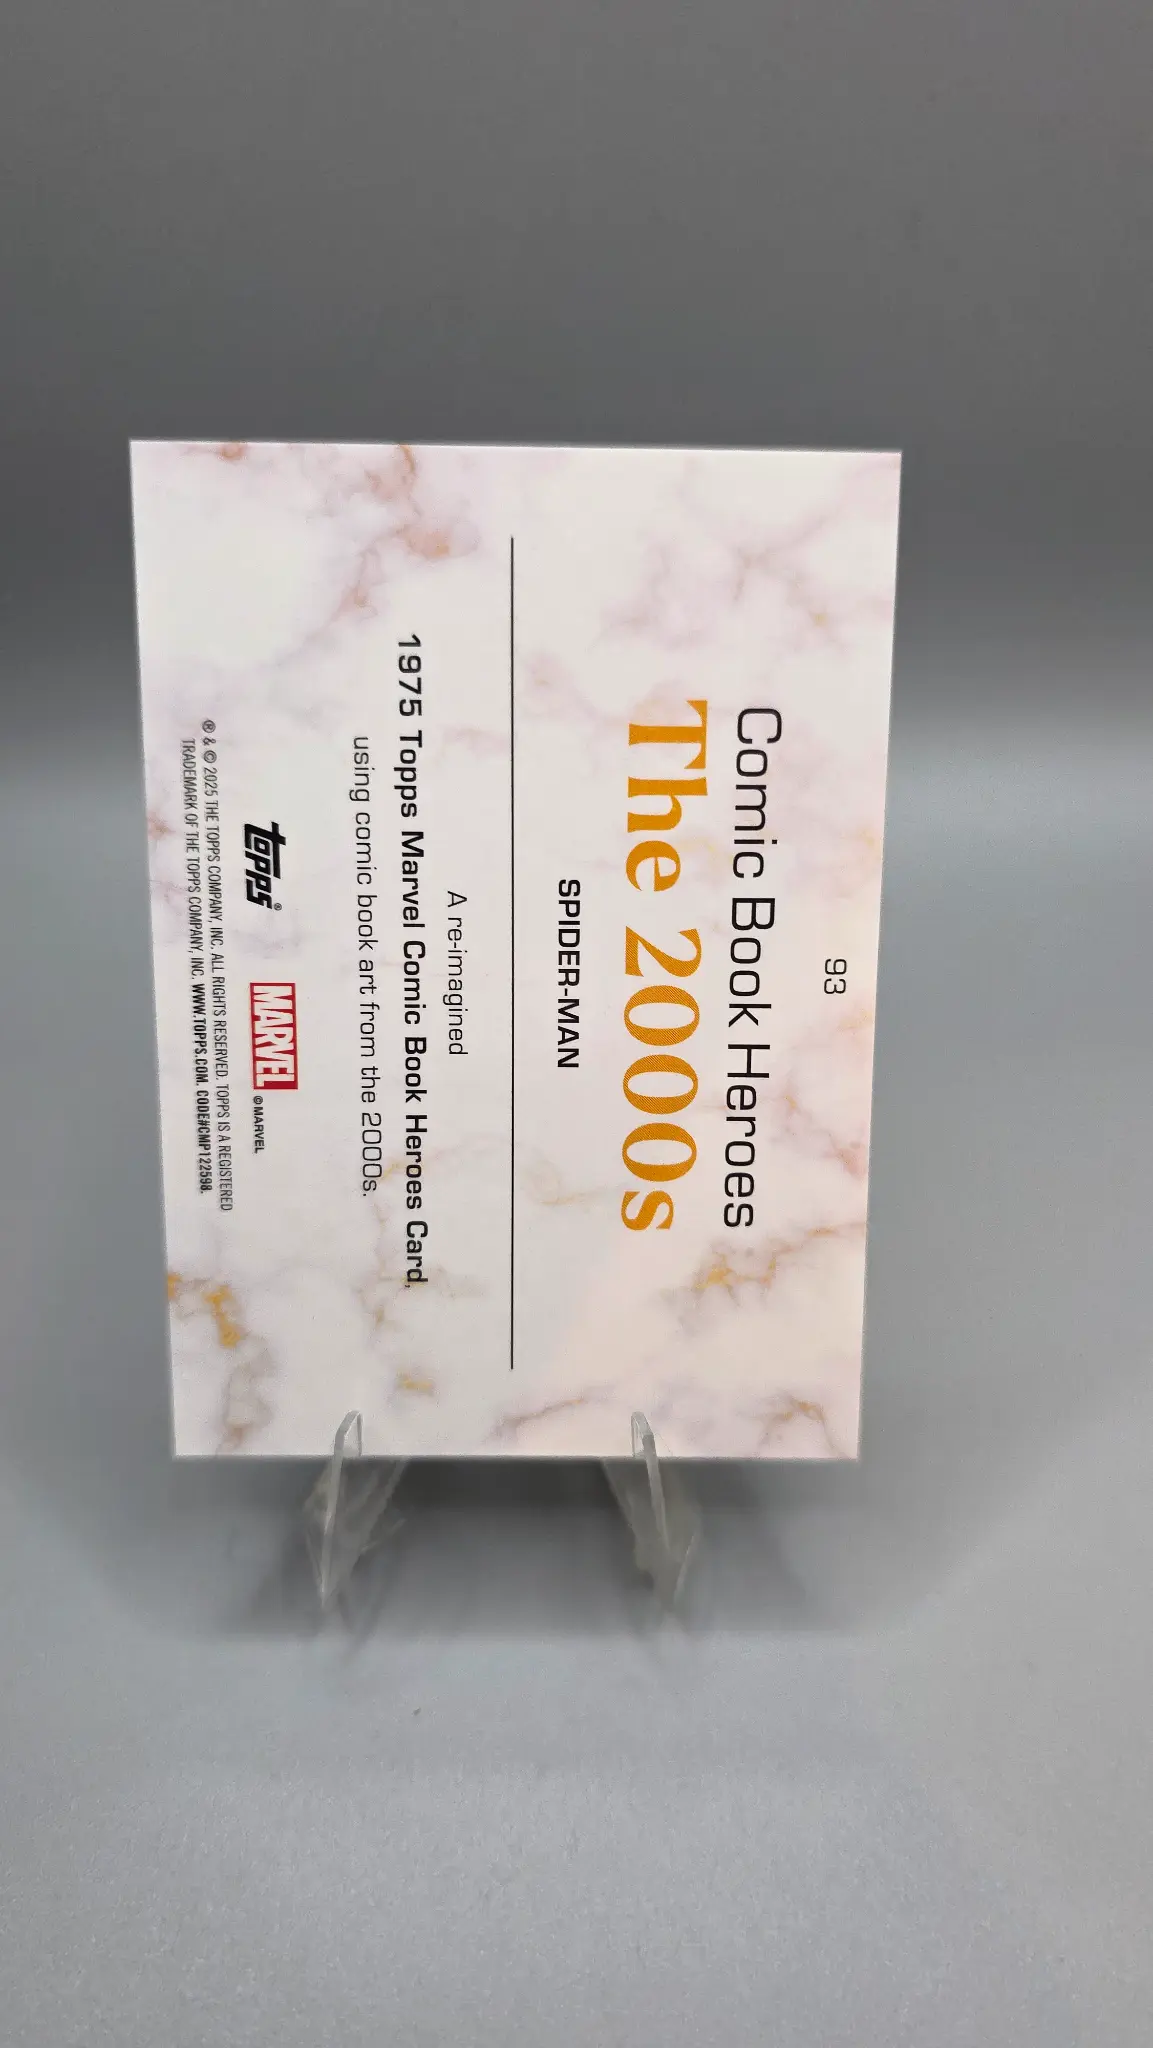 93
Comic Book Heroes
The 2000s
SPIDER-MAN
A re-imagined
1975 Topps Marvel Comic Book Heroes Card,
using comic book art from the 2000s.
topps®
MARVEL
©MARVEL
® & © 2025 THE TOPPS COMPANY, INC. ALL RIGHTS RESERVED. TOPPS IS A REGISTERED
TRADEMARK OF THE TOPPS COMPANY, INC. WWW.TOPPS.COM. CODE#CMP122598.